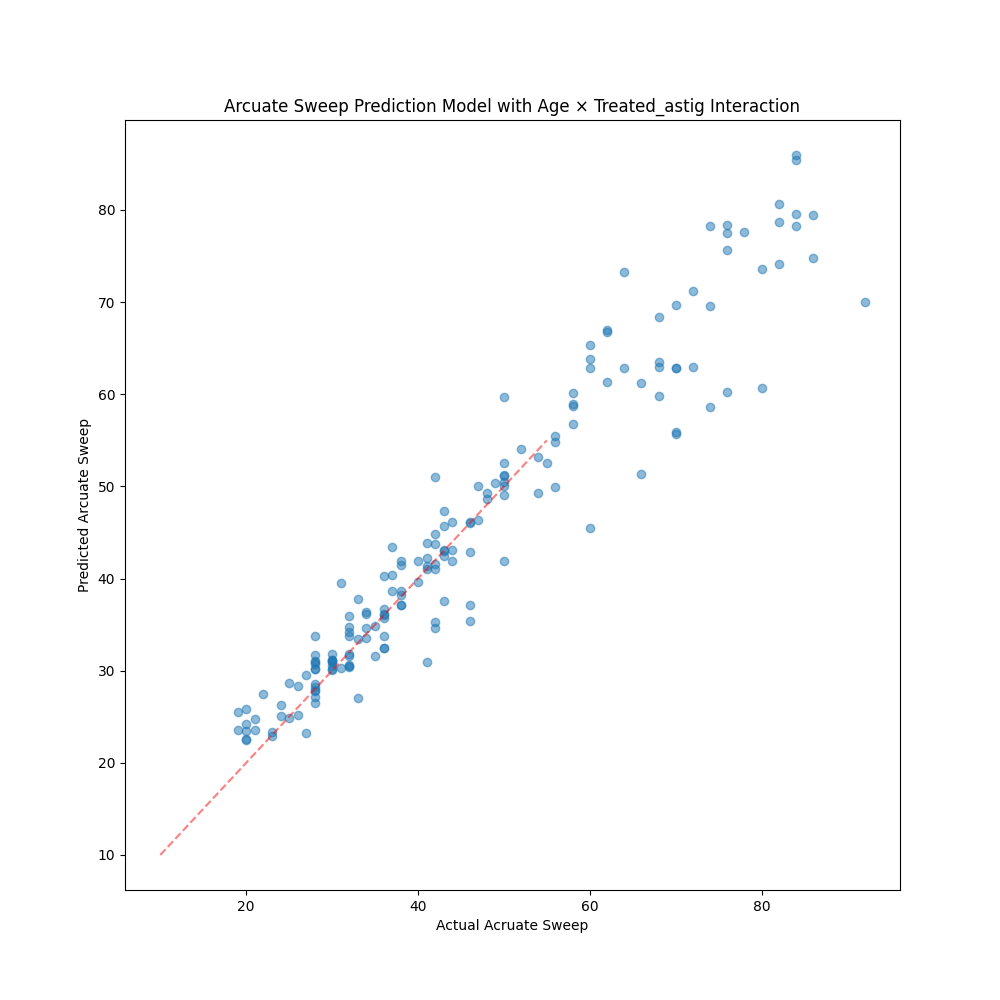 Arcuate Sweep Prediction Model with Age × Treated_astig Interaction
Predicted Arcuate Sweep
80
70
60
50
40
30
20
10
20 40 60 80
Actual Acruate Sweep